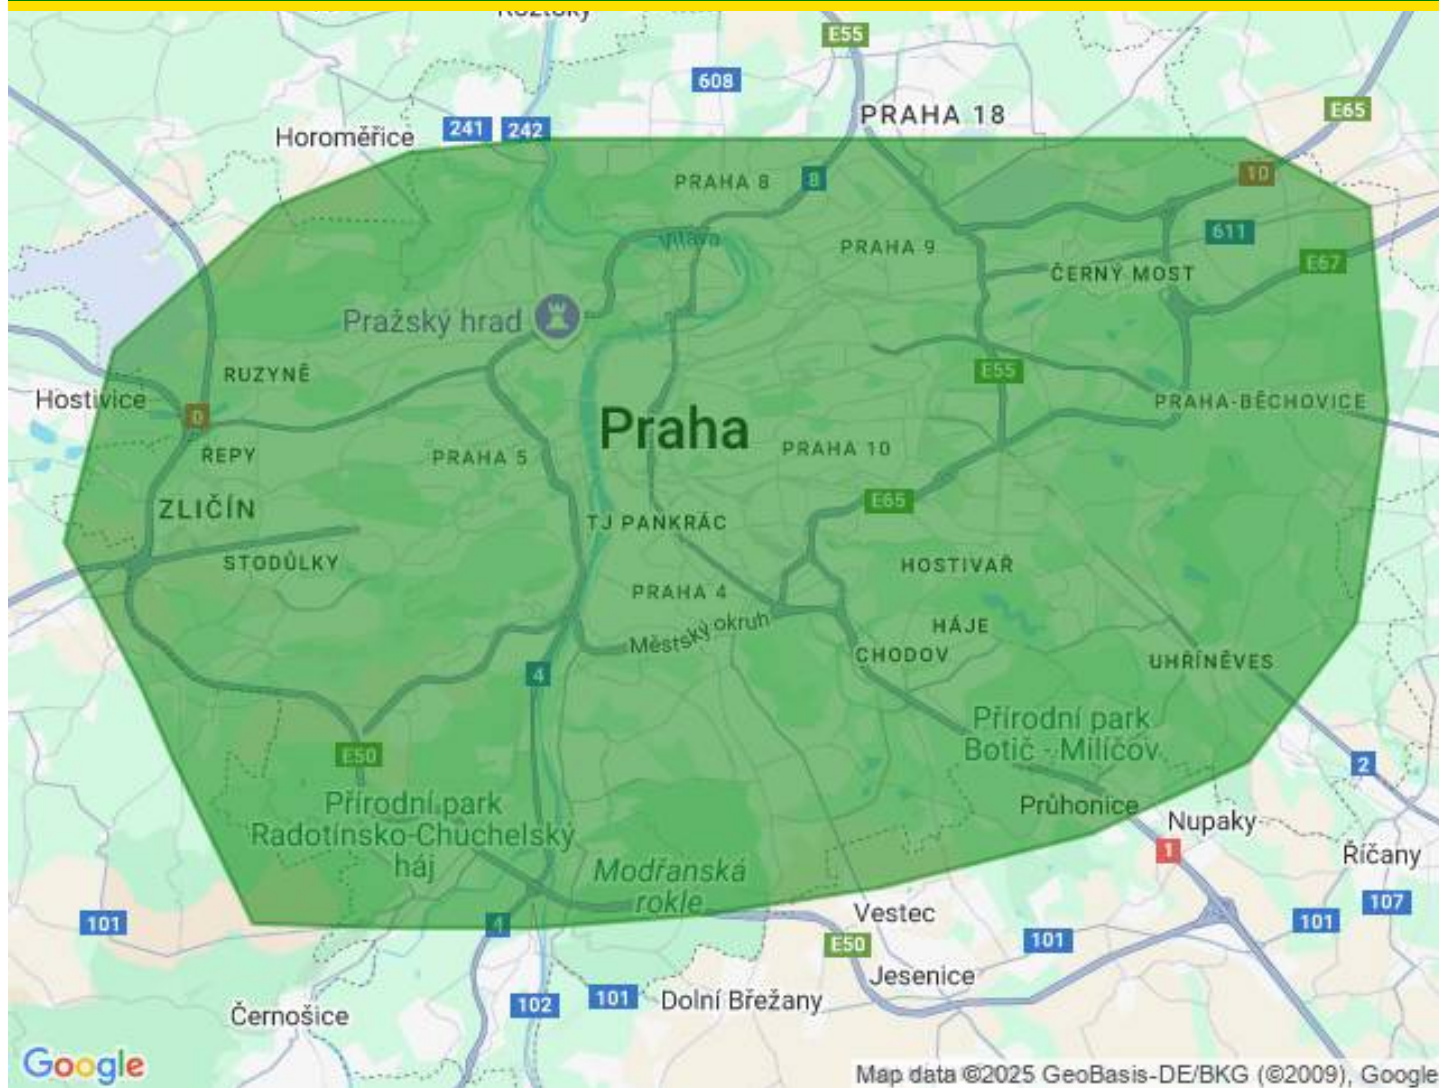 E55
608
PRAHA 18
E65
Horoměřice
241
242
PRAHA 8
8
10
Vltava
PRAHA 9
611
ČERNÝ MOST
E67
Pražský hrad
RUZYNĚ
E55
Hostivice
PRAHA-BĚCHOVICE
0
Praha
ŘEPY
PRAHA 5
PRAHA 10
ZLIČÍN
E65
TJ PANKRÁC
STODŮLKY
HOSTIVAŘ
PRAHA 4
Městský okruh
HÁJE
CHODOV
UHŘÍNĚVES
4
Přírodní park
Botič - Milíčov
E50
2
Přírodní park
Radotínsko-Chuchelský
háj
Průhonice
Nupaky
1
Říčany
Modřanská
rokle
101
4
Vestec
107
101
E50
101
Jesenice
102
101
Dolní Břežany
Černošice
Google
Map data ©2025 GeoBasis-DE/BKG (©2009), Google